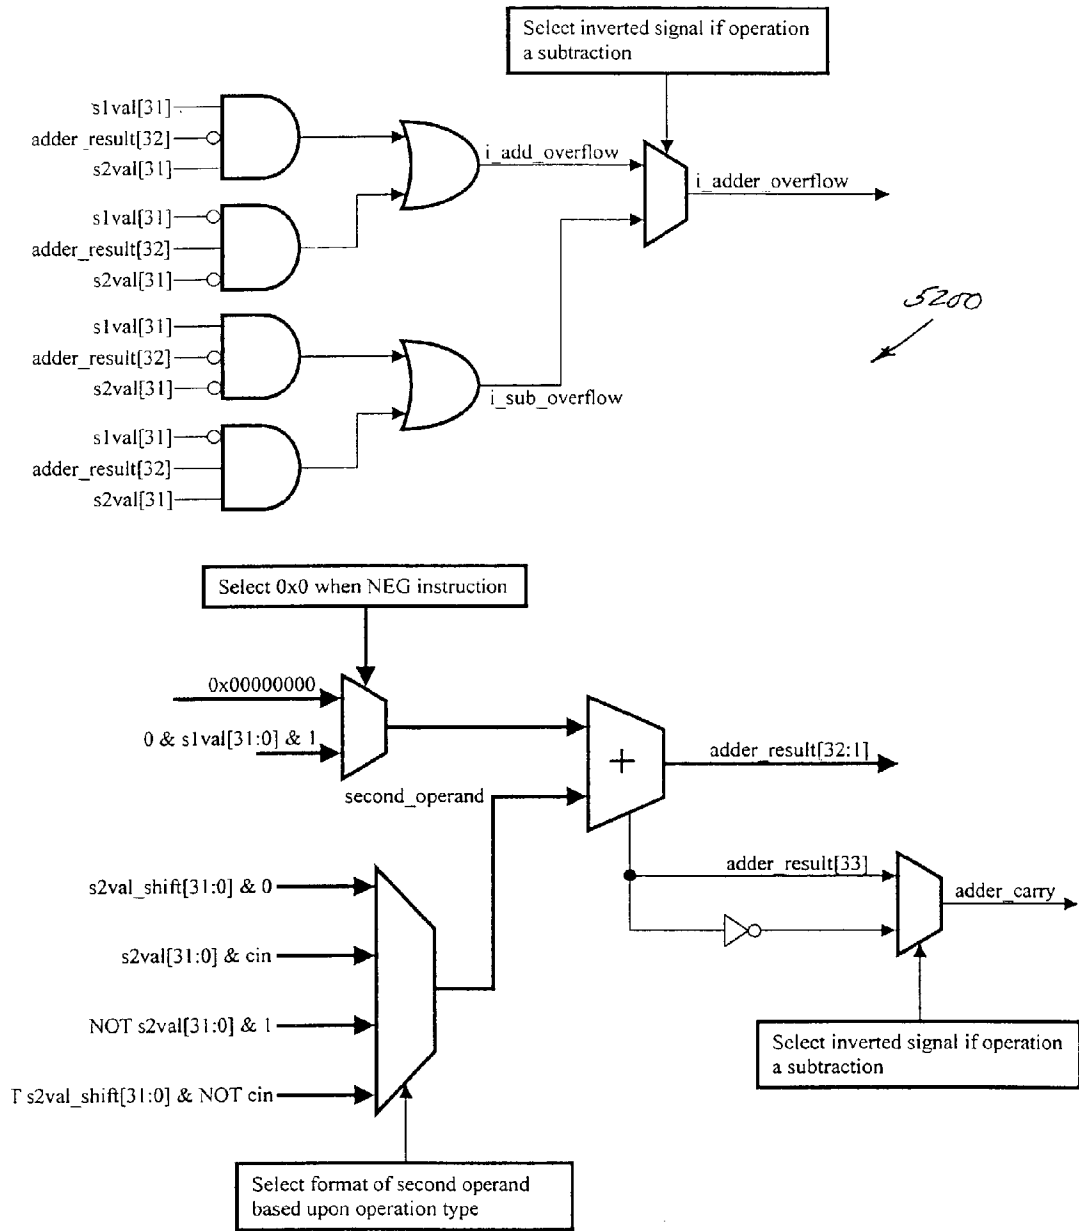 Select inverted signal if operation
a subtraction
s1val[31]
adder_result[32]
s2val[31]
i_add_overflow
i_adder_overflow
s1val[31]
adder_result[32]
s2val[31]
5200
s1val[31]
adder_result[32]
s2val[31]
i_sub_overflow
s1val[31]
adder_result[32]
s2val[31]
Select 0x0 when NEG instruction
0x00000000
0 & s1val[31:0] & 1
+
adder_result[32:1]
second_operand
s2val_shift[31:0] & 0
adder_result[33]
adder_carry
s2val[31:0] & cin
NOT s2val[31:0] & 1
T s2val_shift[31:0] & NOT cin
Select inverted signal if operation
a subtraction
Select format of second operand
based upon operation type